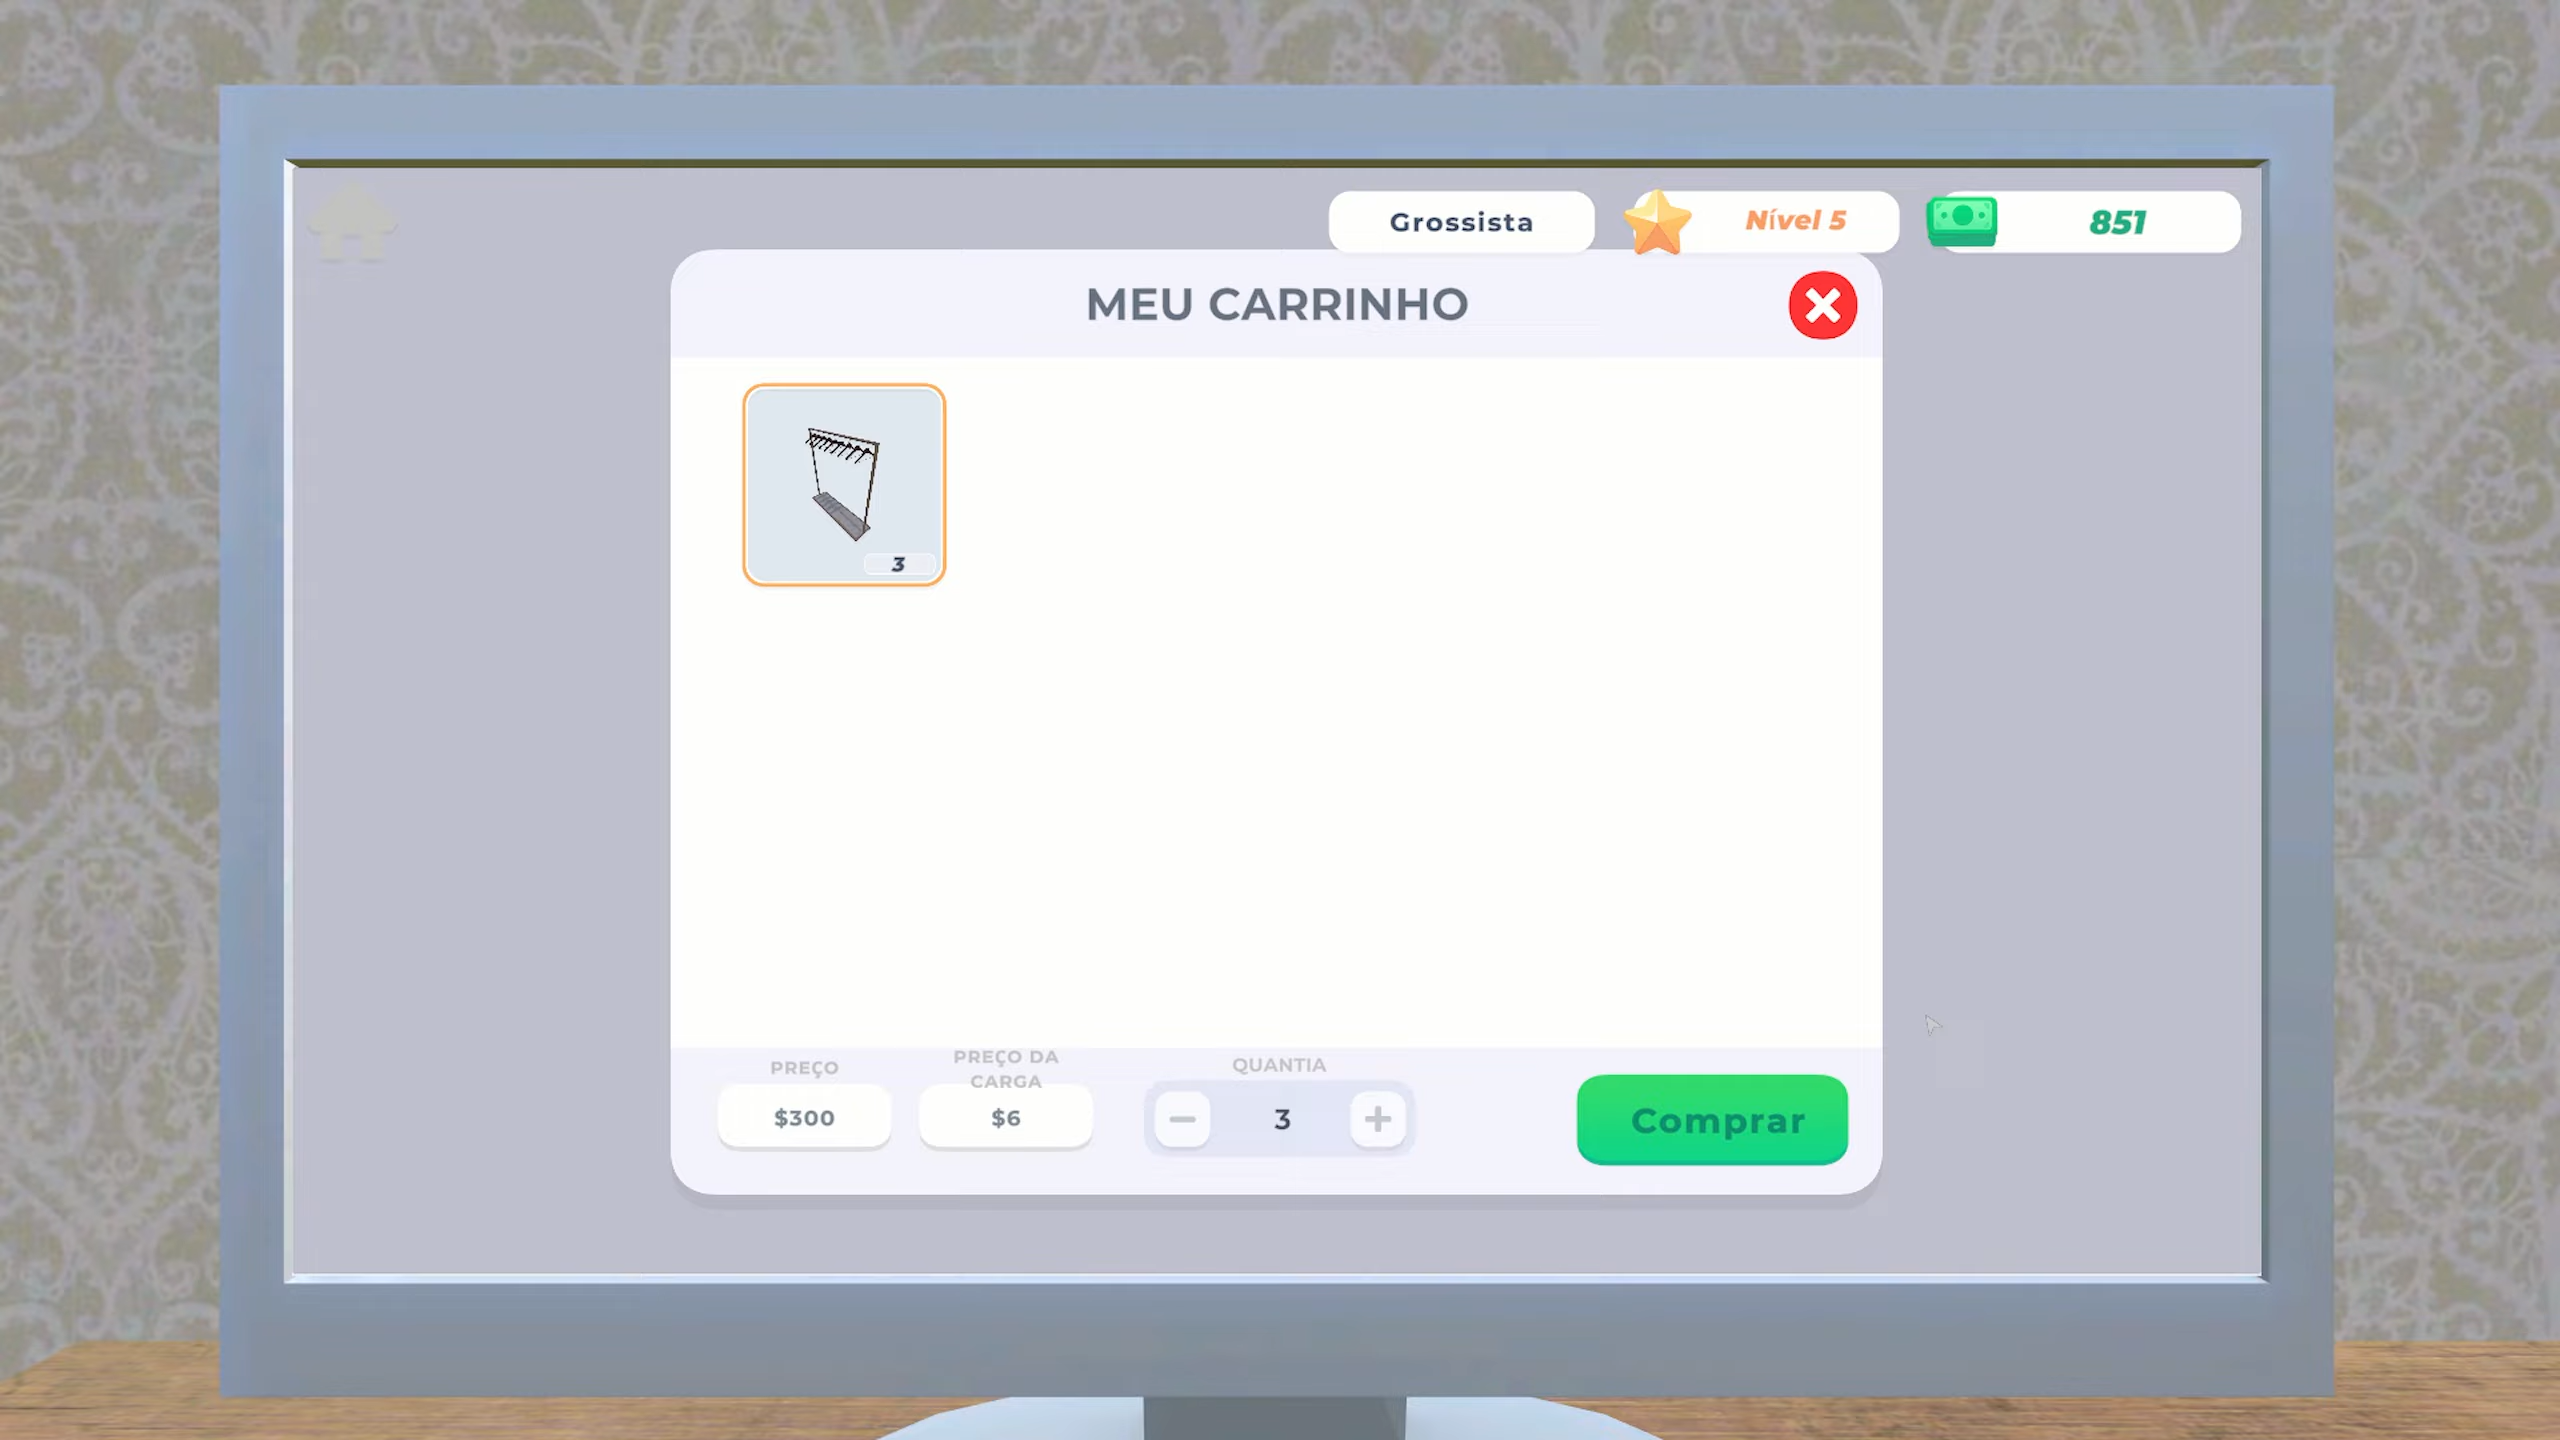 Grossista
Nível 5
851
MEU CARRINHO
3
PREÇO
PREÇO DA
CARGA
QUANTIA
$300
$6
3
Comprar